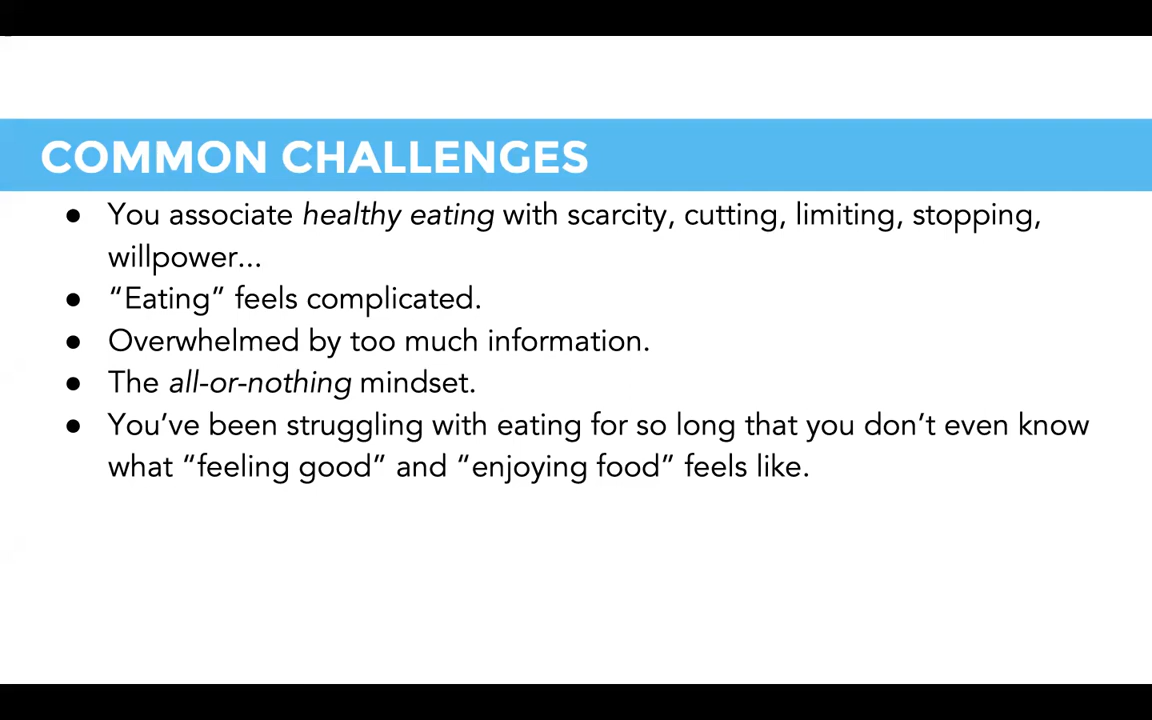 COMMON CHALLENGES
● You associate healthy eating with scarcity, cutting, limiting, stopping,
willpower...
● “Eating” feels complicated.
● Overwhelmed by too much information.
● The all-or-nothing mindset.
● You’ve been struggling with eating for so long that you don’t even know
what “feeling good” and “enjoying food” feels like.